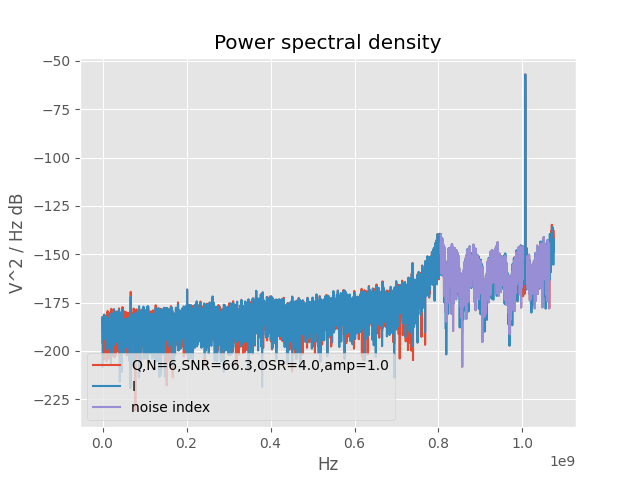 Power spectral density
−50
−75
−100
−125
−150
−175
−200
−225
V^2 / Hz dB
Q,N=6,SNR=66.3,OSR=4.0,amp=1.0
I
noise index
0.0 0.2 0.4 0.6 0.8 1.0
1e9
Hz